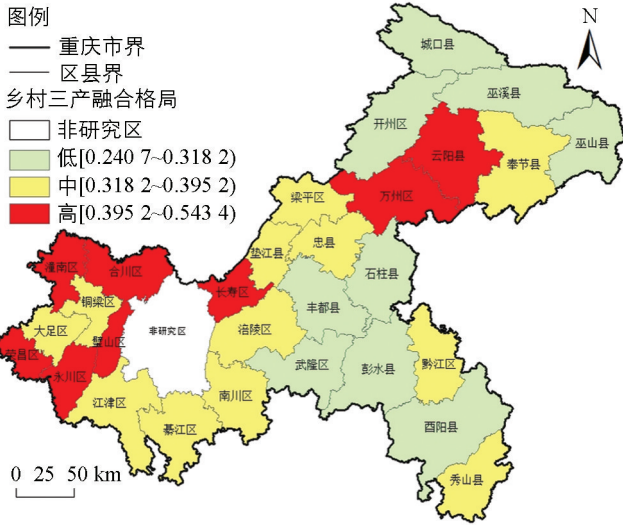 图例
重庆市界
区县界
乡村三产融合格局
非研究区
低[0.240 7~0.318 2)
中[0.318 2~0.395 2)
高[0.395 2~0.543 4)
N
城口县
巫溪县
开州区
巫山县
云阳县
奉节县
万州区
梁平区
忠县
垫江县
石柱县
潼南区
合川区
长寿区
铜梁区
丰都县
大足区
非研究区
涪陵区
璧山区
荣昌区
武隆区
彭水县
黔江区
永川区
南川区
江津区
綦江区
酉阳县
秀山县
0 25 50 km